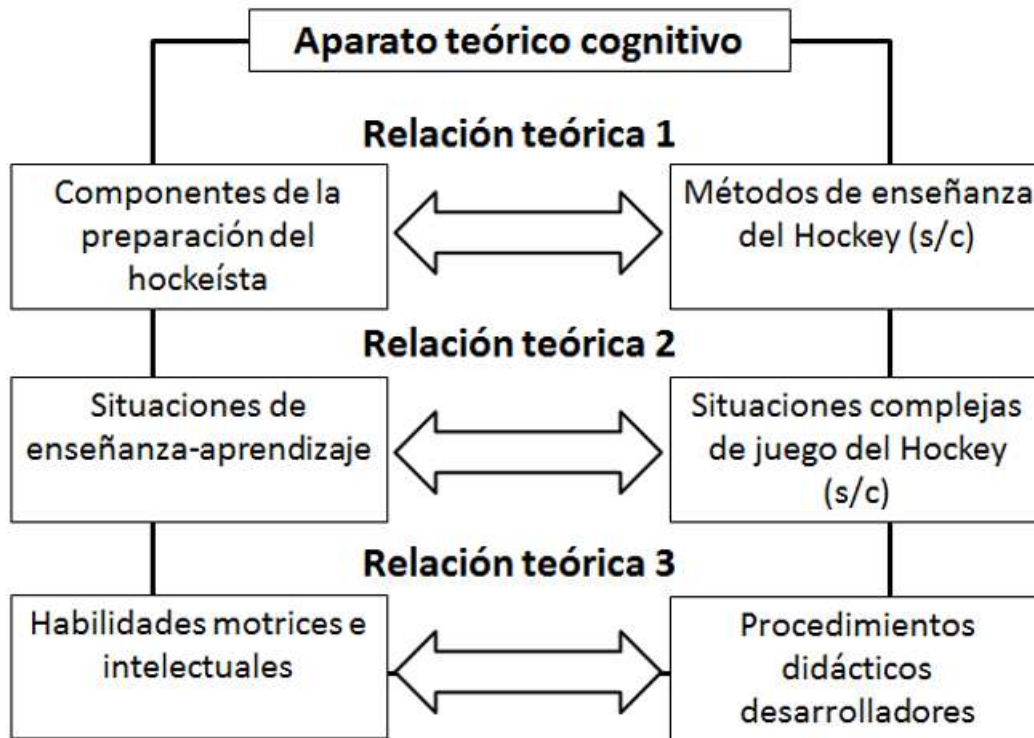 Aparato teórico cognitivo
Relación teórica 1
Componentes de la
preparación del
hockeísta
Métodos de enseñanza
del Hockey (s/c)
Relación teórica 2
Situaciones de
enseñanza-aprendizaje
Situaciones complejas
de juego del Hockey
(s/c)
Relación teórica 3
Habilidades motrices e
intelectuales
Procedimientos
didácticos
desarrolladores